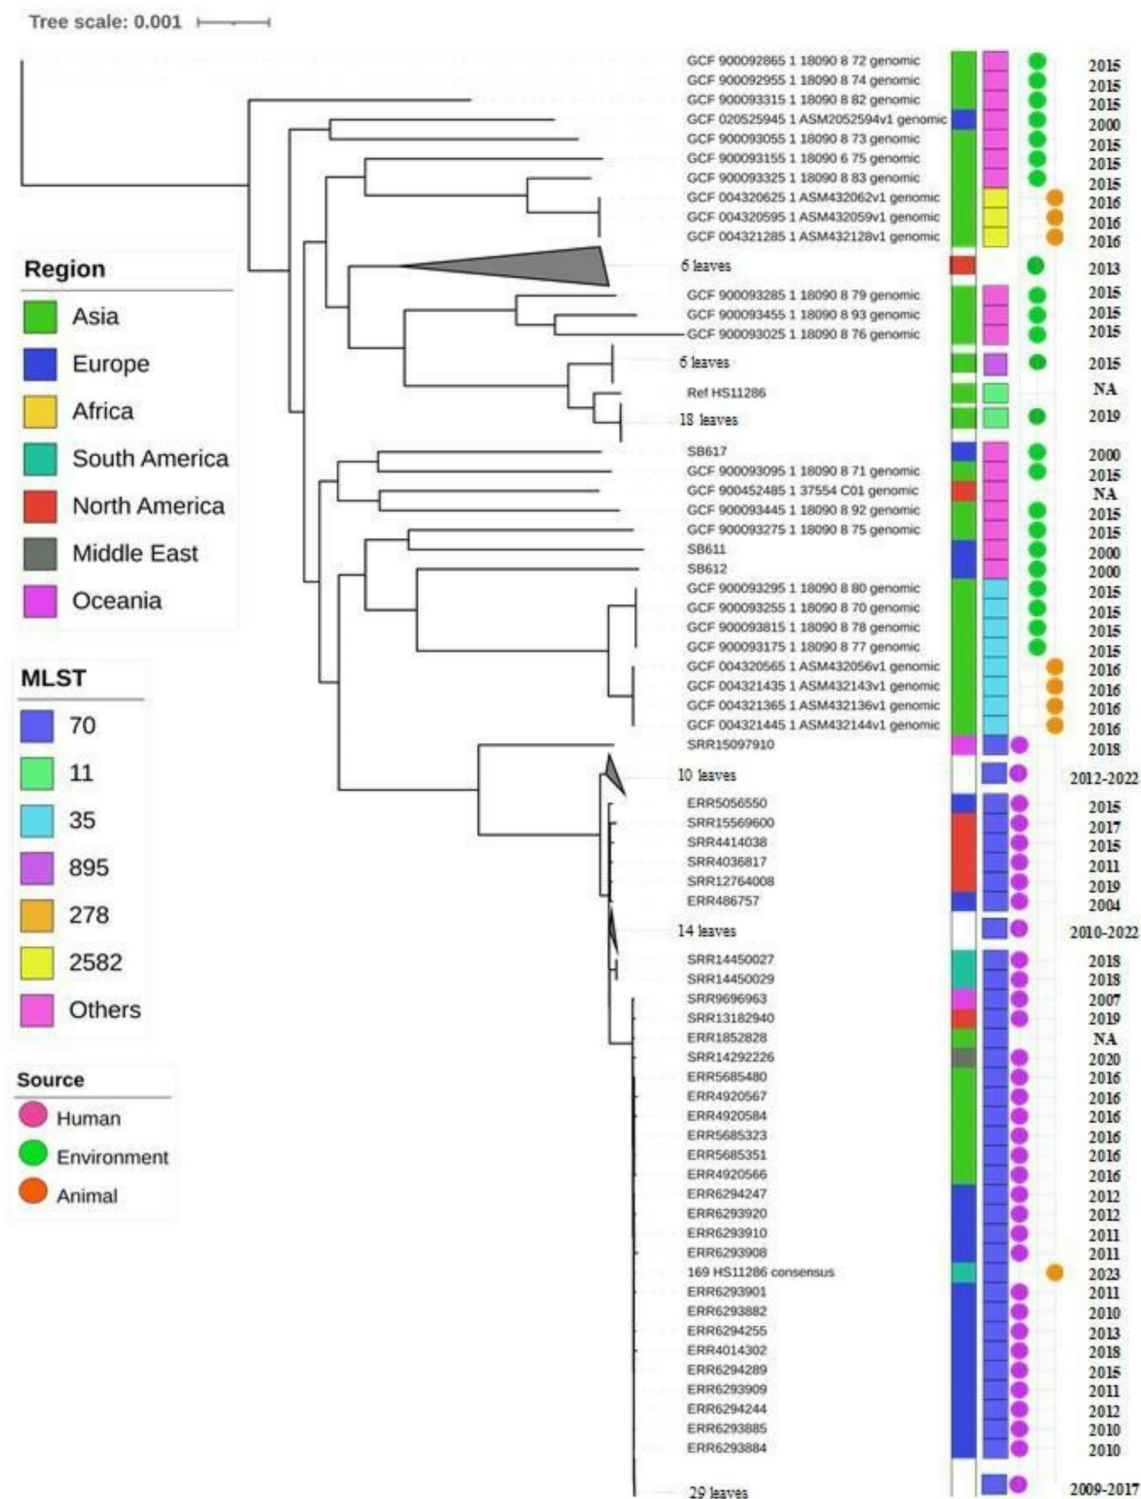 Tree scale: 0.001
GCF 900092865 1 18090 8 72 genomic 2015
GCF 900092955 1 18090 8 74 genomic 2015
GCF 900093315 1 18090 8 82 genomic 2015
GCF 020525945 1 ASM2052594v1 genomic 2000
GCF 900093055 1 18090 8 73 genomic 2015
GCF 900093155 1 18090 6 75 genomic 2015
GCF 900093325 1 18090 8 83 genomic 2015
GCF 004320625 1 ASM432062v1 genomic 2016
GCF 004320595 1 ASM432059v1 genomic 2016
GCF 004321285 1 ASM432128v1 genomic 2016
6 leaves 2013
GCF 900093285 1 18090 8 79 genomic 2015
GCF 900093455 1 18090 8 93 genomic 2015
GCF 900093025 1 18090 8 76 genomic 2015
6 leaves 2015
Ref HS11286 NA
18 leaves 2019
SB617 2000
GCF 900093095 1 18090 8 71 genomic 2015
GCF 900452485 1 37554 C01 genomic NA
GCF 900093445 1 18090 8 92 genomic 2015
GCF 900093275 1 18090 8 75 genomic 2015
SB611 2000
SB612 2000
GCF 900093295 1 18090 8 80 genomic 2015
GCF 900093255 1 18090 8 70 genomic 2015
GCF 900093815 1 18090 8 78 genomic 2015
GCF 900093175 1 18090 8 77 genomic 2015
GCF 004320565 1 ASM432056v1 genomic 2016
GCF 004321435 1 ASM432143v1 genomic 2016
GCF 004321365 1 ASM432136v1 genomic 2016
GCF 004321445 1 ASM432144v1 genomic 2016
SRR15097910 2018
10 leaves 2012-2022
ERR5056550 2015
SRR15569600 2017
SRR4414038 2015
SRR4036817 2011
SRR12764008 2019
ERR486757 2004
14 leaves 2010-2022
SRR14450027 2018
SRR14450029 2018
SRR9696963 2007
SRR13182940 2019
ERR1852828 NA
SRR14292226 2020
ERR5685480 2016
ERR4920567 2016
ERR4920584 2016
ERR5685323 2016
ERR5685351 2016
ERR4920566 2016
ERR6294247 2012
ERR6293920 2012
ERR6293910 2011
ERR6293908 2011
169 HS11286 consensus 2023
ERR6293901 2011
ERR6293882 2010
ERR6294255 2013
ERR4014302 2018
ERR6294289 2015
ERR6293909 2011
ERR6294244 2012
ERR6293885 2010
ERR6293884 2010
29 leaves 2009-2017
Region
Asia
Europe
Africa
South America
North America
Middle East
Oceania
MLST
70
11
35
895
278
2582
Others
Source
Human
Environment
Animal